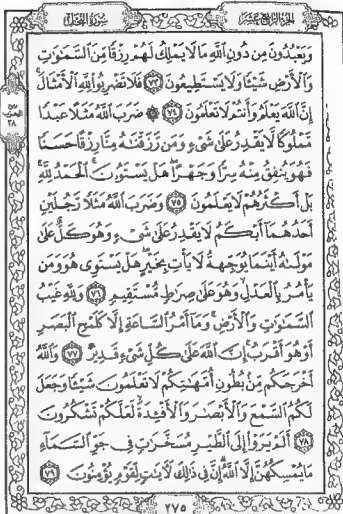 الجزء الرابع عشر
سورة النحل
وَيَعْبُدُونَ مِن دُونِ ٱللَّهِ مَا لَا يَمْلِكُ لَهُمْ رِزْقًا مِّنَ ٱلسَّمَٰوَٰتِ
وَٱلْأَرْضِ شَيْـًٔا وَلَا يَسْتَطِيعُونَ ٧٣ فَلَا تَضْرِبُوا۟ لِلَّهِ ٱلْأَمْثَالَ ۚ
إِنَّ ٱللَّهَ يَعْلَمُ وَأَنتُمْ لَا تَعْلَمُونَ ٧٤ ۞ ضَرَبَ ٱللَّهُ مَثَلًا عَبْدًا
مَّمْلُوكًا لَّا يَقْدِرُ عَلَىٰ شَىْءٍ وَمَن رَّزَقْنَٰهُ مِنَّا رِزْقًا حَسَنًا
فَهُوَ يُنفِقُ مِنْهُ سِرًّا وَجَهْرًا ۖ هَلْ يَسْتَوُۥنَ ۚ ٱلْحَمْدُ لِلَّهِ ۚ
بَلْ أَكْثَرُهُمْ لَا يَعْلَمُونَ ٧٥ وَضَرَبَ ٱللَّهُ مَثَلًا رَّجُلَيْنِ
أَحَدُهُمَآ أَبْكَمُ لَا يَقْدِرُ عَلَىٰ شَىْءٍ وَهُوَ كَلٌّ عَلَىٰ
مَوْلَىٰهُ أَيْنَمَا يُوَجِّههُّ لَا يَأْتِ بِخَيْرٍ ۖ هَلْ يَسْتَوِى هُوَ وَمَن
يَأْمُرُ بِٱلْعَدْلِ ۙ وَهُوَ عَلَىٰ صِرَٰطٍ مُّسْتَقِيمٍ ٧٦ وَلِلَّهِ غَيْبُ
ٱلسَّمَٰوَٰتِ وَٱلْأَرْضِ ۚ وَمَآ أَمْرُ ٱلسَّاعَةِ إِلَّا كَلَمْحِ ٱلْبَصَرِ
أَوْ هُوَ أَقْرَبُ ۚ إِنَّ ٱللَّهَ عَلَىٰ كُلِّ شَىْءٍ قَدِيرٌ ٧٧ وَٱللَّهُ
أَخْرَجَكُم مِّنۢ بُطُونِ أُمَّهَٰتِكُمْ لَا تَعْلَمُونَ شَيْـًٔا وَجَعَلَ
لَكُمُ ٱلسَّمْعَ وَٱلْأَبْصَٰرَ وَٱلْأَفْـِٔدَةَ ۙ لَعَلَّكُمْ تَشْكُرُونَ
٧٨ أَلَمْ يَرَوْا۟ إِلَى ٱلطَّيْرِ مُسَخَّرَٰتٍ فِى جَوِّ ٱلسَّمَآءِ
مَا يُمْسِكُهُنَّ إِلَّا ٱللَّهُ ۗ إِنَّ فِى ذَٰلِكَ لَءَايَٰتٍ لِّقَوْمٍ يُؤْمِنُونَ ٧٩
٢٧٥